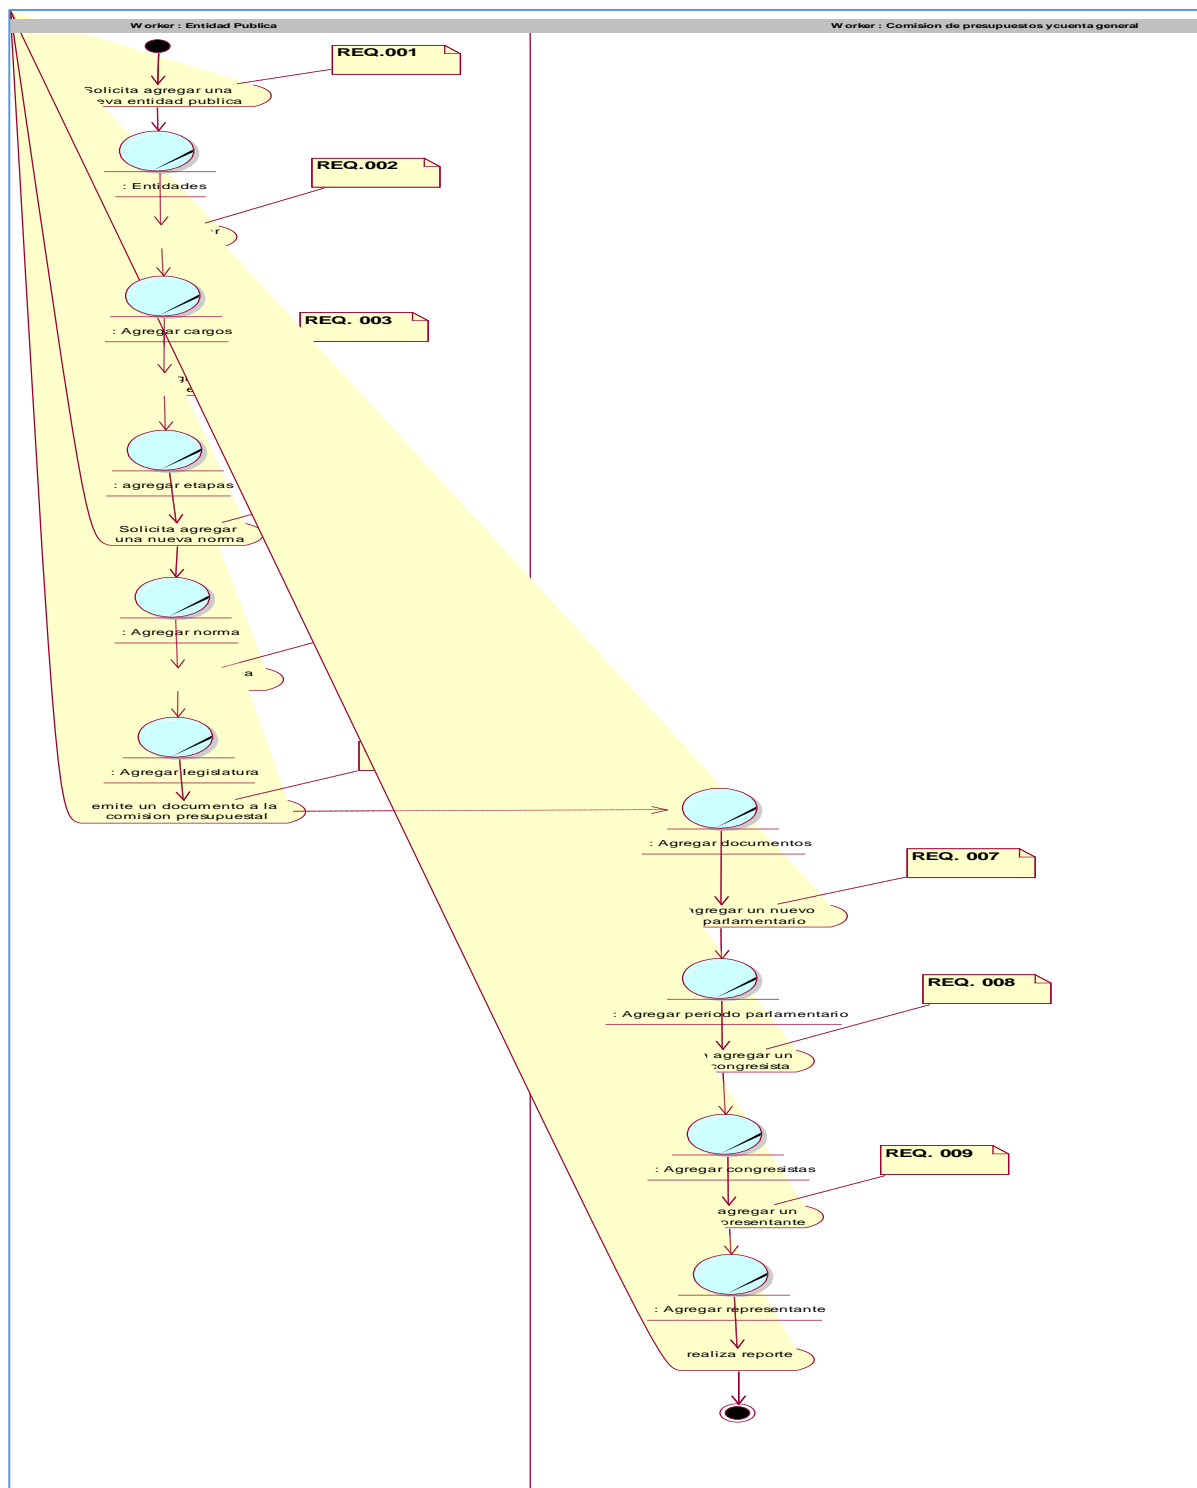 Worker : Entidad Publica
Worker : Comision de presupuestos y cuenta general
REQ.001
Solicita agregar una
entidad publica
: Entidades
REQ.002
: Agregar cargos
REQ. 003
: agregar etapas
Solicita agregar
una nueva norma
: Agregar norma
: Agregar legislatura
emite un documento a la
comision presupuestal
: Agregar documentos
REQ. 007
agregar un nuevo
parlamentario
: Agregar periodo parlamentario
REQ. 008
agregar un
congresista
: Agregar congresistas
REQ. 009
agregar un
: Agregar representante
realiza reporte